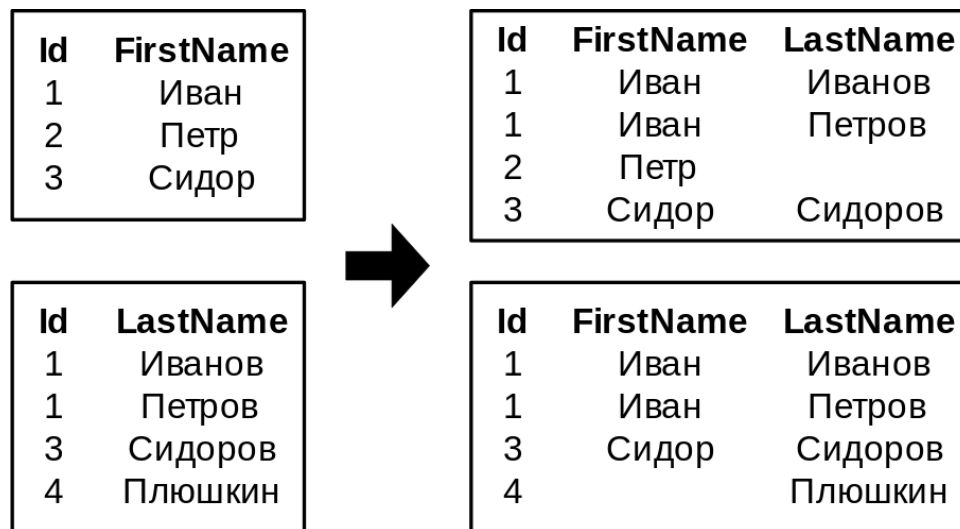 Id FirstName
1 Иван
2 Петр
3 Сидор
Id LastName
1 Иванов
1 Петров
3 Сидоров
4 Плюшкин
Id FirstName LastName
1 Иван Иванов
1 Иван Петров
2 Петр
3 Сидор Сидоров
Id FirstName LastName
1 Иван Иванов
1 Иван Петров
3 Сидор Сидоров
4 Плюшкин